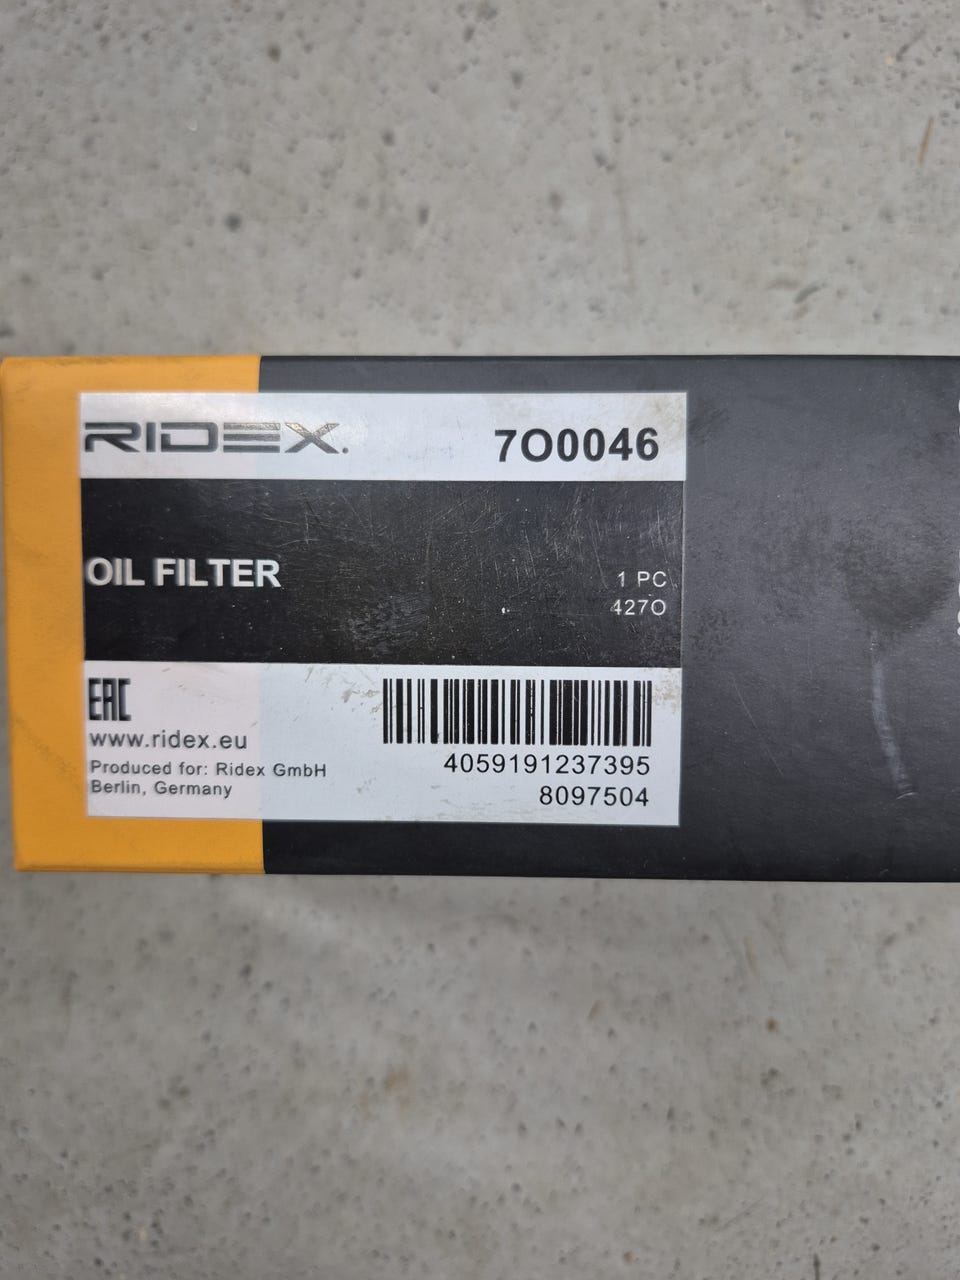 RIDEX.
7O0046
OIL FILTER
1 PC
427O
EAC
www.ridex.eu
Produced for: Ridex GmbH
Berlin, Germany
4059191237395
8097504